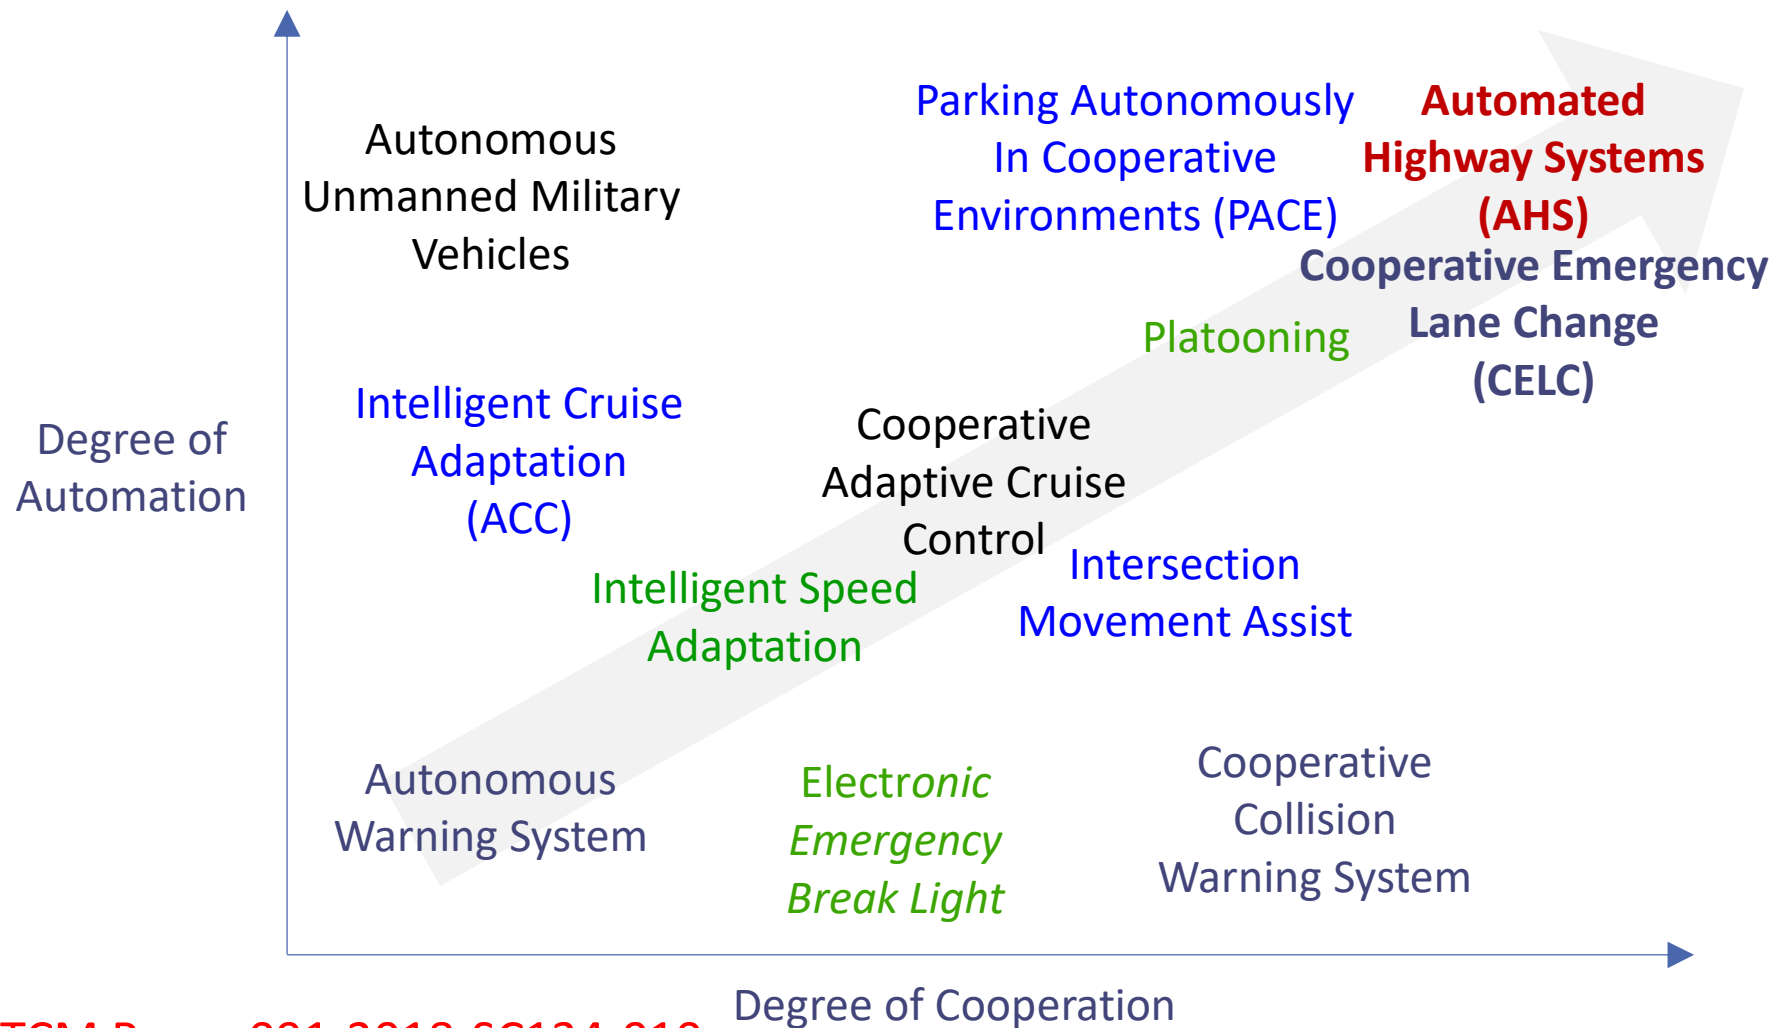 Parking Autonomously
In Cooperative
Environments (PACE)
Automated
Highway Systems
(AHS)
Autonomous
Unmanned Military
Vehicles
Cooperative Emergency
Lane Change
(CELC)
Platooning
Intelligent Cruise
Adaptation
(ACC)
Cooperative
Adaptive Cruise
Control
Degree of
Automation
Intersection
Movement Assist
Intelligent Speed
Adaptation
Autonomous
Warning System
Electronic
Emergency
Break Light
Cooperative
Collision
Warning System
Degree of Cooperation